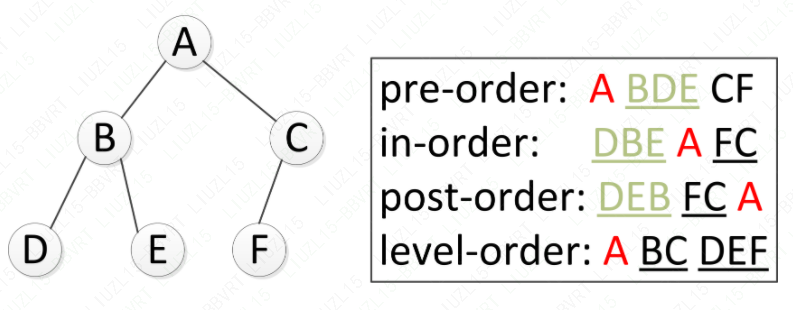 A
B
C
D
E
F
pre-order: A BDE CF
in-order: DBE A FC
post-order: DEB FC A
level-order: A BC DEF